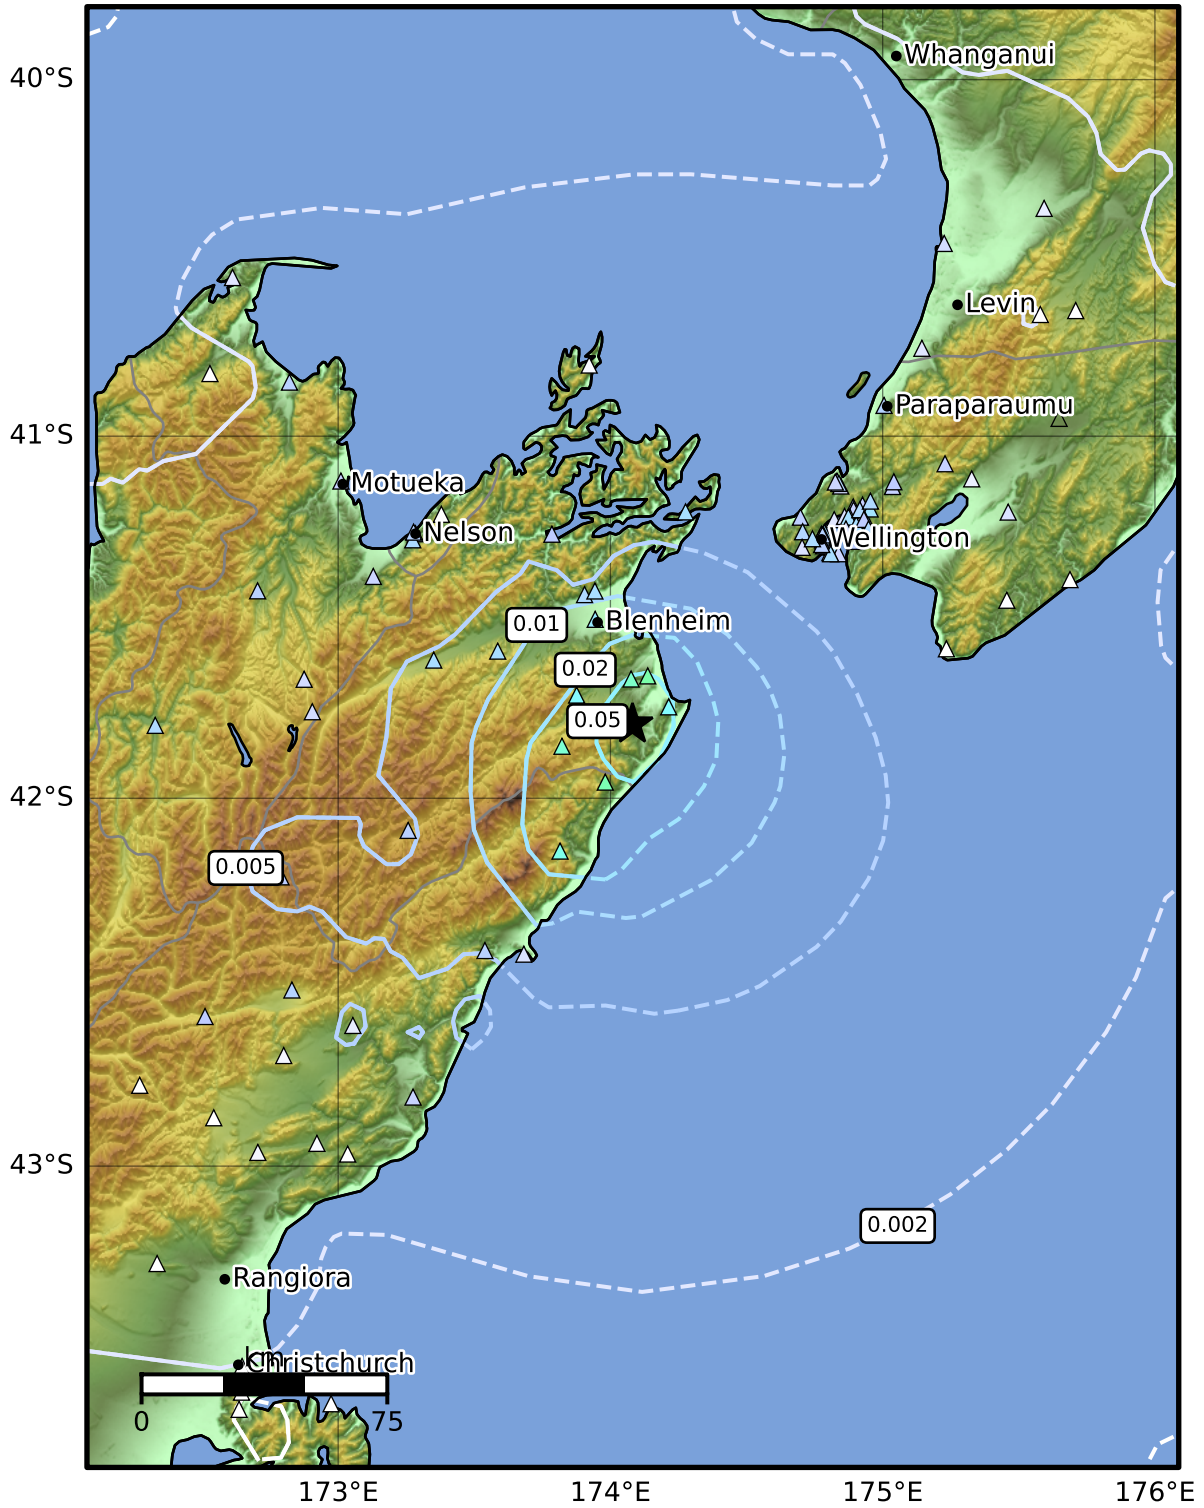 Whanganui
40°S
Levin
Paraparaumu
41°S
Motueka
Nelson
Wellington
Blenheim
0.01
0.02
0.05
42°S
0.005
43°S
0.002
Rangiora
km
Christchurch
0 75
173°E 174°E 175°E 176°E